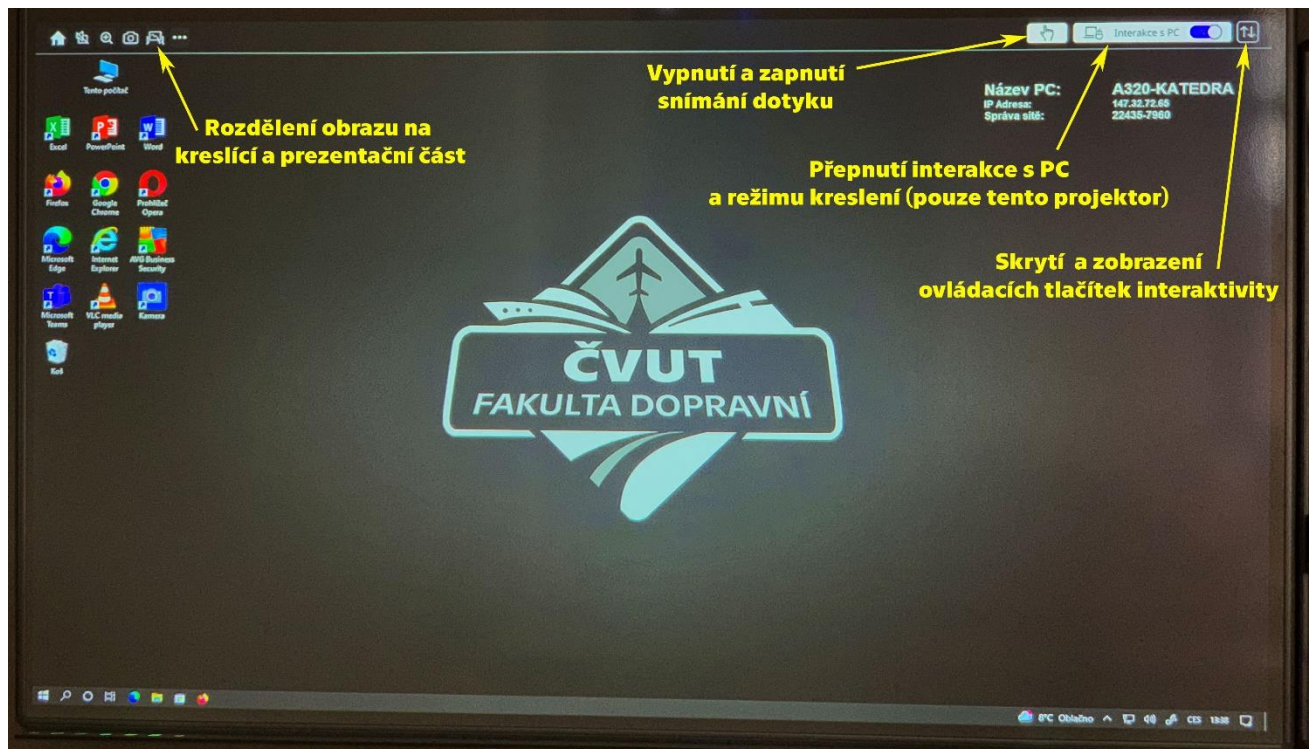 Interakce s PC
Vypnutí a zapnutí
snímání dotyku
Název PC: A320-KATEDRA
IP Adresa: 147.32.72.65
Správa sítě: 22435-7960
Tento počítač
Rozdělení obrazu na
kreslící a prezentační část
Excel PowerPoint Word
Přepnutí interakce s PC
a režimu kreslení (pouze tento projektor)
Firefox Google Chrome Prohlížeč Opera
Skrytí a zobrazení
ovládacích tlačítek interaktivity
Microsoft Edge Internet Explorer AVG Business Security
Microsoft Teams VLC media player Kamera
Koš
ČVUT
FAKULTA DOPRAVNÍ
8°C Oblačno CES 13:38